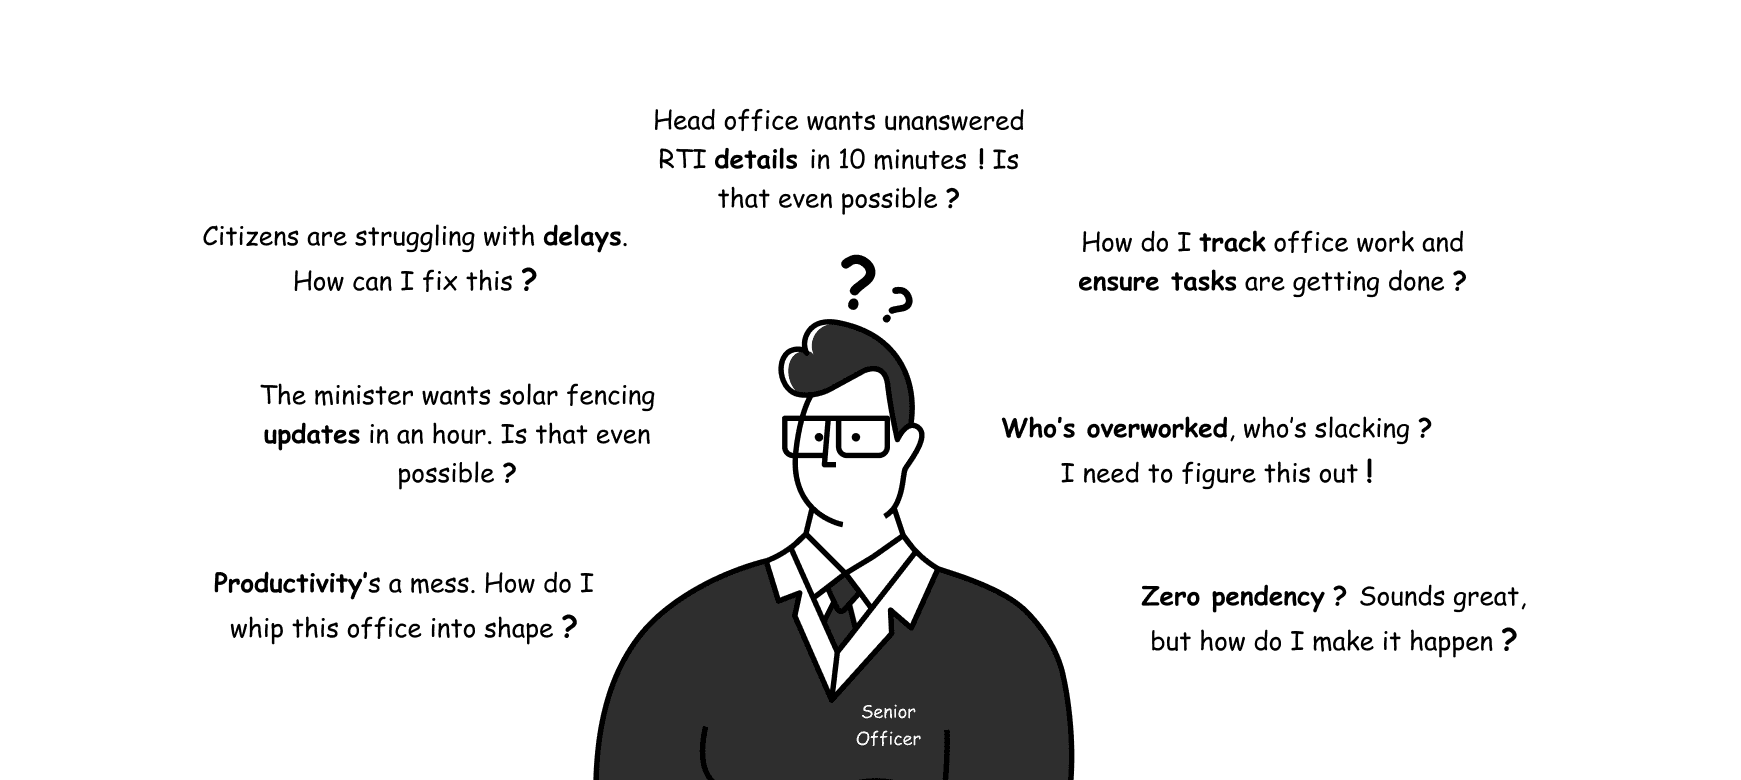 Head office wants unanswered
RTI details in 10 minutes ! Is
that even possible ?
Citizens are struggling with delays.
How can I fix this ?
How do I track office work and
ensure tasks are getting done ?
The minister wants solar fencing
updates in an hour. Is that even
possible ?
Who's overworked, who's slacking ?
I need to figure this out !
Productivity's a mess. How do I
whip this office into shape ?
Zero pendency ? Sounds great,
but how do I make it happen ?
? ?
Senior
Officer